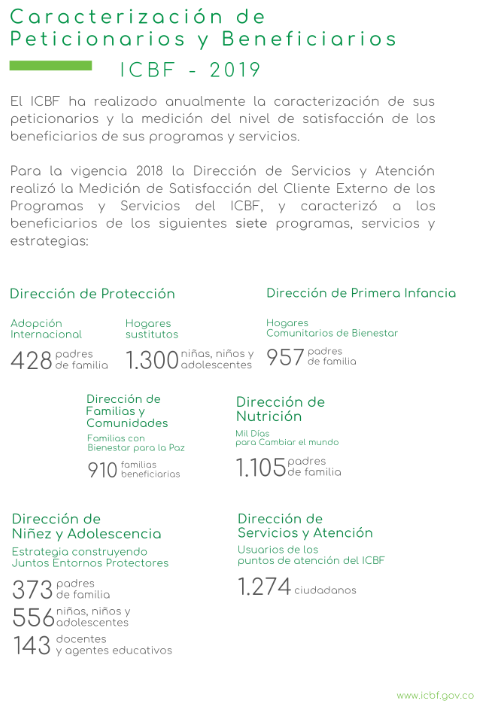 Caracterización de
Peticionarios y Beneficiarios
ICBF - 2019
El ICBF ha realizado anualmente la caracterización de sus
peticionarios y la medición del nivel de satisfacción de los
beneficiarios de sus programas y servicios.
Para la vigencia 2018 la Dirección de Servicios y Atención
realizó la Medición de Satisfacción del Cliente Externo de los
Programas y Servicios del ICBF, y caracterizó a los
beneficiarios de los siguientes siete programas, servicios y
estrategias:
Dirección de Protección
Adopción
Internacional
428 padres
de familia
Hogares
sustitutos
1.300 niñas, niños y
adolescentes
Dirección de Primera Infancia
Hogares
Comunitarios de Bienestar
957 padres
de familia
Dirección de
Familias y
Comunidades
Familias con
Bienestar para la Paz
910 familias
beneficiarias
Dirección de
Nutrición
Mil Días
para Cambiar el mundo
1.105 padres
de familia
Dirección de
Niñez y Adolescencia
Estrategia construyendo
Juntos Entornos Protectores
373 padres
de familia
556 niñas, niños y
adolescentes
143 docentes
y agentes educativos
Dirección de
Servicios y Atención
Usuarios de los
puntos de atención del ICBF
1.274 ciudadanos
www.icbf.gov.co